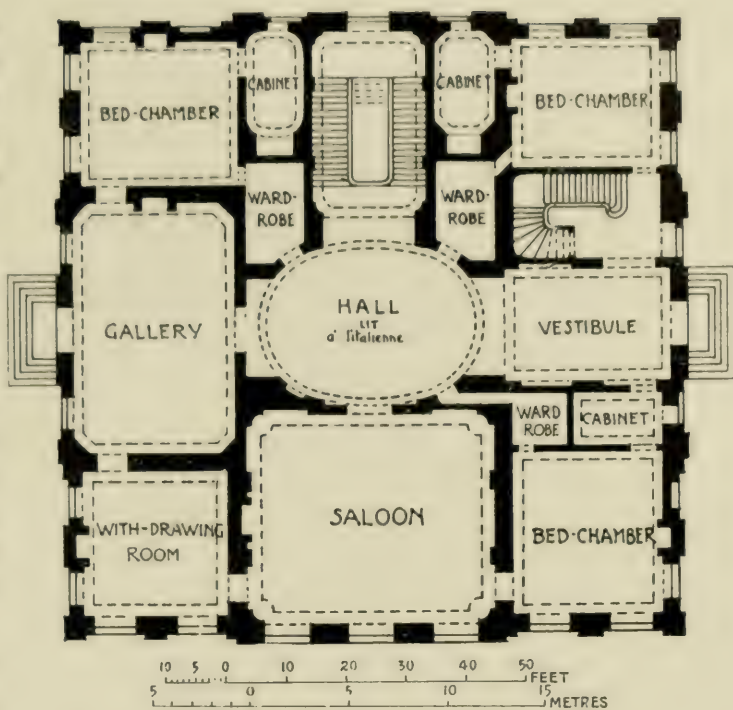 CABINET
CABINET
BED-CHAMBER
BED-CHAMBER
WARD-
ROBE
WARD-
ROBE
HALL
LIT
à l'italienne
GALLERY
VESTIBULE
WARD
ROBE
CABINET
SALOON
WITH-DRAWING
ROOM
BED-CHAMBER
10 5 0 10 20 30 40 50
FEET
5 0 5 10 15
METRES